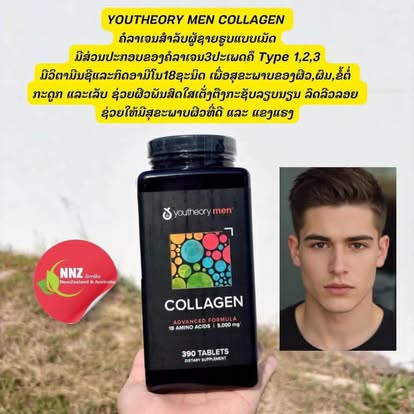 YOUTHEORY MEN COLLAGEN
ຄໍລາເຈນສຳລັບຜູ້ຊາຍຮູບແບບເມັດ
ມີສ່ວນປະກອບຂອງຄໍລາເຈນ3ປະເພດຄື Type 1,2,3
ມີວິຕາມີນຊີແລະກົດອາມິໂນ18ຊະນິດ ເພື່ອສຸຂະພາບຂອງຜິວ,ຜົມ,ຂໍ້ຕໍ່
ກະດູກ ແລະເລັບ ຊ່ວຍຜິວພັນສົດໃສເຕັ່ງຕຶງກະຊັບລຽບນຽນ ລົດລິ້ວລອຍ
ຊ່ວຍໃຫ້ມີສຸຂະພາບຜິວທີ່ດີ ແລະ ແຂງແຮງ
youtheory men
COLLAGEN
ADVANCED FORMULA
18 AMINO ACIDS | 5,000 mg
390 TABLETS
DIETARY SUPPLEMENT
NNZ
NewZealand & Australia